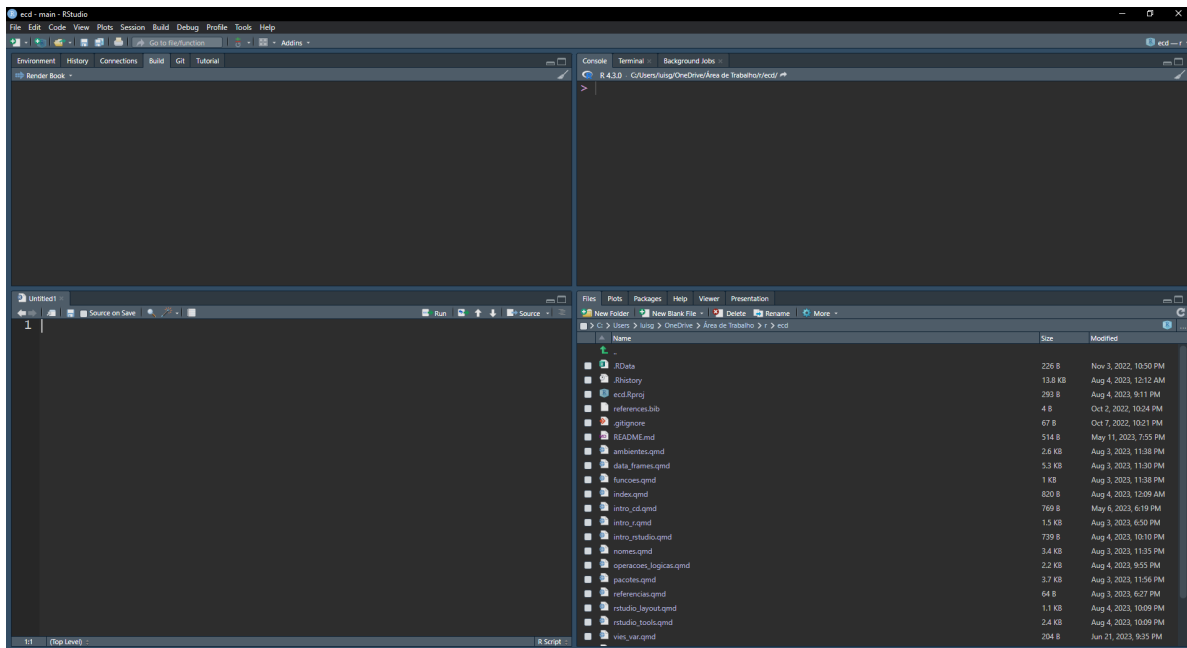 ecd - main - RStudio
File Edit Code View Plots Session Build Debug Profile Tools Help
Go to file/function Addins ecd — r
Environment History Connections Build Git Tutorial
Render Book
Console Terminal Background Jobs
R 4.3.0 · C:/Users/luisg/OneDrive/Área de Trabalho/r/ecd/
>
Untitled1
Source on Save Run Source
1
1:1 (Top Level) R Script
Files Plots Packages Help Viewer Presentation
New Folder New Blank File Delete Rename More
C: > Users > luisg > OneDrive > Área de Trabalho > r > ecd
Name Size Modified
..
.RData 226 B Nov 3, 2022, 10:50 PM
.Rhistory 13.8 KB Aug 4, 2023, 12:12 AM
ecd.Rproj 293 B Aug 4, 2023, 9:11 PM
references.bib 4 B Oct 2, 2022, 10:24 PM
.gitignore 67 B Oct 7, 2022, 10:21 PM
README.md 514 B May 11, 2023, 7:55 PM
ambientes.qmd 2.6 KB Aug 3, 2023, 11:38 PM
data_frames.qmd 5.3 KB Aug 3, 2023, 11:30 PM
funcoes.qmd 1 KB Aug 3, 2023, 11:38 PM
index.qmd 820 B Aug 4, 2023, 12:09 AM
intro_cd.qmd 769 B May 6, 2023, 6:19 PM
intro_r.qmd 1.5 KB Aug 3, 2023, 6:50 PM
intro_rstudio.qmd 739 B Aug 4, 2023, 10:10 PM
nomes.qmd 3.4 KB Aug 3, 2023, 11:35 PM
operacoes_logicas.qmd 2.2 KB Aug 4, 2023, 9:55 PM
pacotes.qmd 3.7 KB Aug 3, 2023, 11:56 PM
referencias.qmd 64 B Aug 3, 2023, 6:27 PM
rstudio_layout.qmd 1.1 KB Aug 4, 2023, 10:09 PM
rstudio_tools.qmd 2.4 KB Aug 4, 2023, 10:09 PM
vies_var.qmd 204 B Jun 21, 2023, 9:35 PM